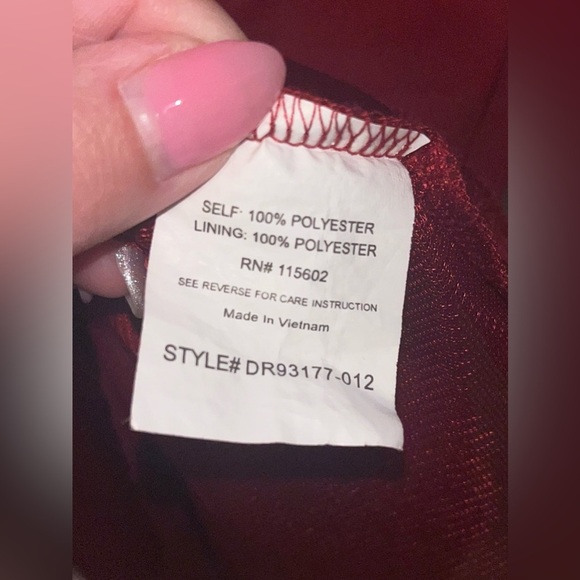 SELF: 100% POLYESTER
LINING: 100% POLYESTER
RN# 115602
SEE REVERSE FOR CARE INSTRUCTION
Made In Vietnam
STYLE# DR93177-012